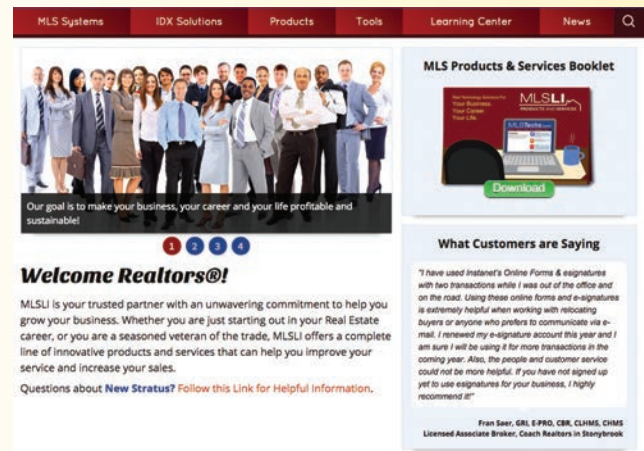 MLS Systems IDX Solutions Products Tools Learning Center News
Our goal is to make your business, your career and your life profitable and
sustainable!
1 2 3 4
Welcome Realtors®!
MLSLI is your trusted partner with an unwavering commitment to help you
grow your business. Whether you are just starting out in your Real Estate
career, or you are a seasoned veteran of the trade, MLSLI offers a complete
line of innovative products and services that can help you improve your
service and increase your sales.
Questions about New Stratus? Follow this Link for Helpful Information.
MLS Products & Services Booklet
Your Business.
Your Career.
Your Life.
MLSLI
PRODUCTS AND SERVICES
Download
What Customers are Saying
"I have used Instanet's Online Forms & esignatures
with two transactions while I was out of the office and
on the road. Using these online forms and e-signatures
is extremely helpful when working with relocating
buyers or anyone who prefers to communicate via e-
mail. I renewed my e-signature account this year and I
am sure I will be using it for more transactions in the
coming year. Also, the people and customer service
could not be more helpful. If you have not signed up
yet to use esignatures for your business, I highly
recommend it!"
Fran Saer, GRI, E-PRO, CBR, CLHMS, CHMS
Licensed Associate Broker, Coach Realtors in Stonybrook